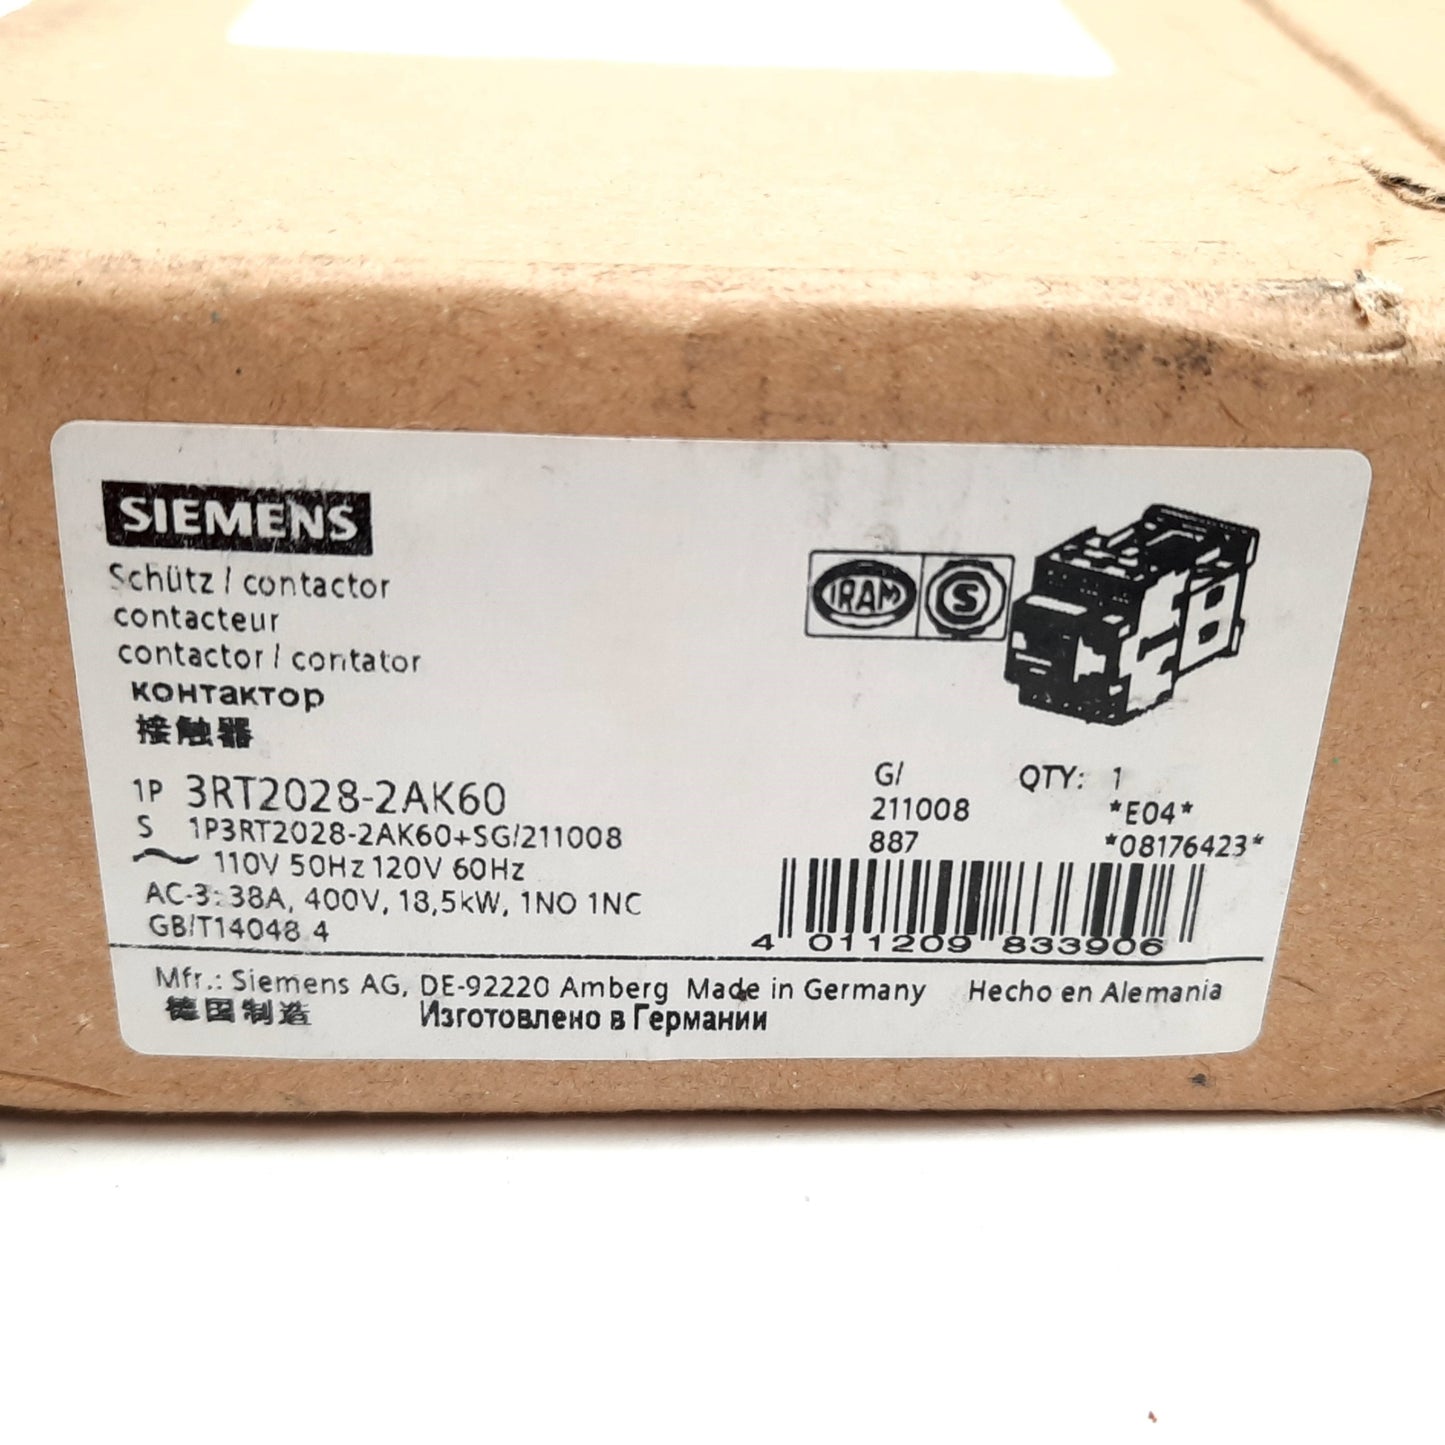 SIEMENS
Schütz / contactor
contacteur
contactor / contator
контактор
接触器
IRAM S
1P 3RT2028-2AK60
S 1P3RT2028-2AK60+SG/211008
110V 50Hz 120V 60Hz
AC-3: 38A, 400V, 18,5kW, 1NO 1NC
GB/T14048.4
G/ QTY: 1
211008 *E04*
887 *08176423*
4 011209 833906
Mfr.: Siemens AG, DE-92220 Amberg Made in Germany Hecho en Alemania
德国制造 Изготовлено в Германии